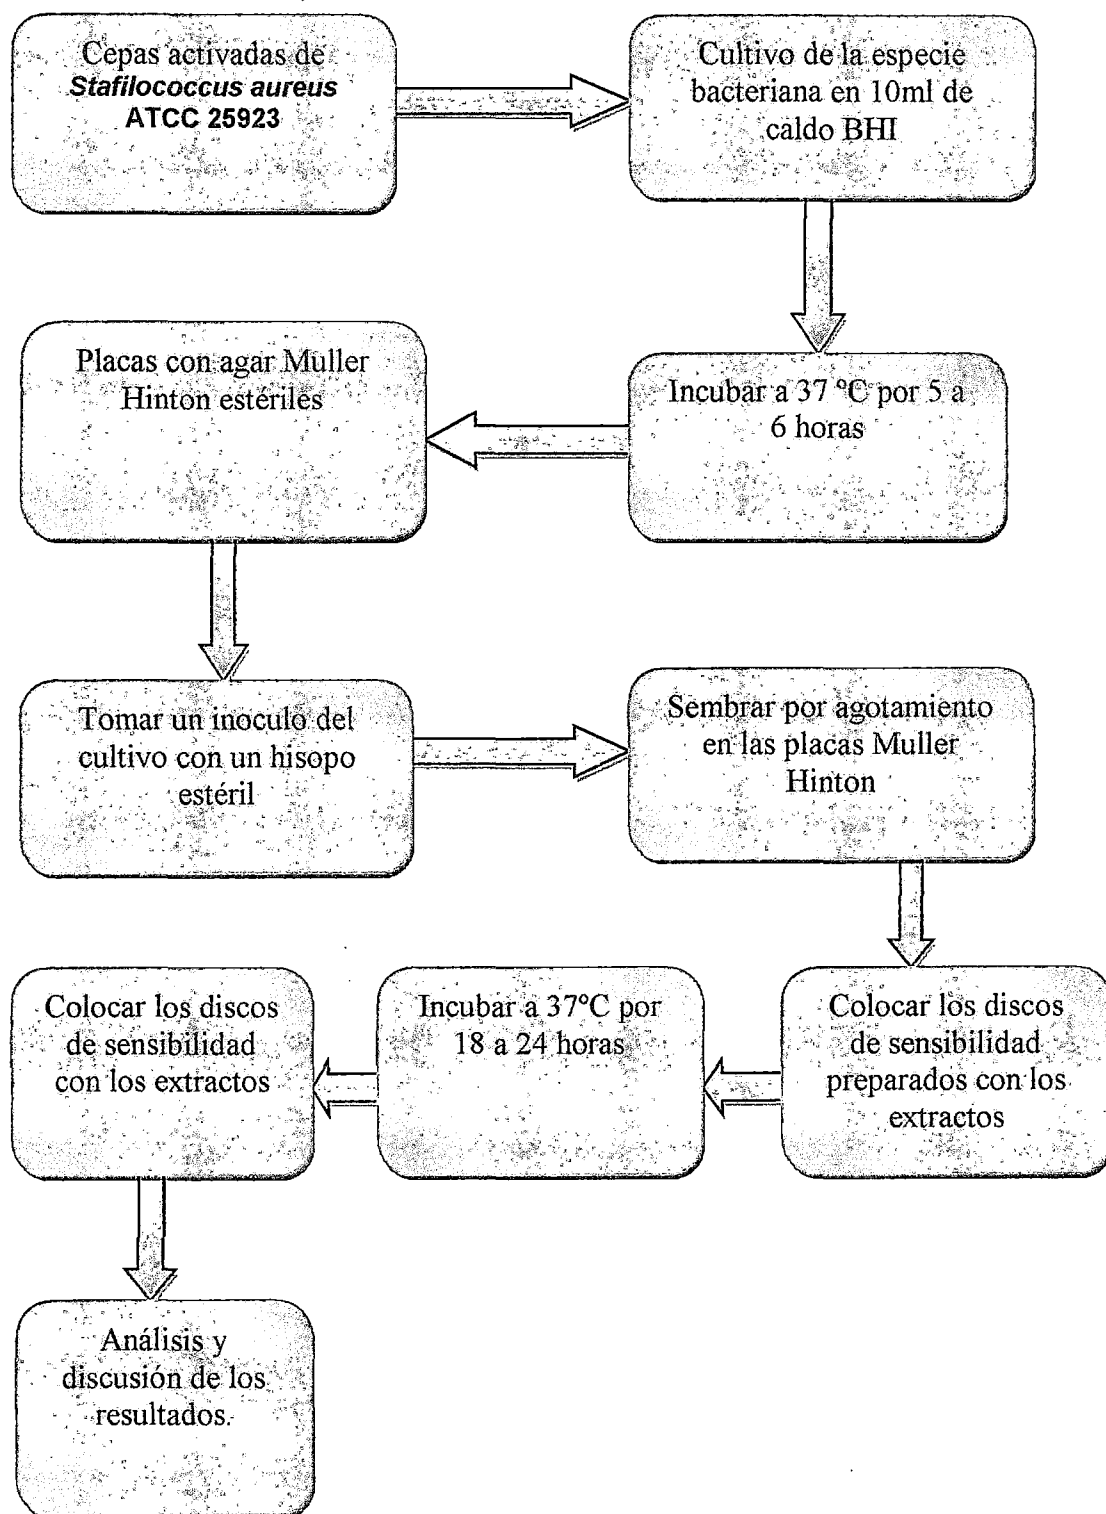 Cepas activadas de
Stafilococcus aureus
ATCC 25923
Cultivo de la especie
bacteriana en 10ml de
caldo BHI
Incubar a 37 ºC por 5 a
6 horas
Placas con agar Muller
Hinton estériles
Tomar un inoculo del
cultivo con un hisopo
estéril
Sembrar por agotamiento
en las placas Muller
Hinton
Colocar los discos
de sensibilidad
preparados con los
extractos
Incubar a 37ºC por
18 a 24 horas
Colocar los discos
de sensibilidad
con los extractos
Análisis y
discusión de los
resultados.